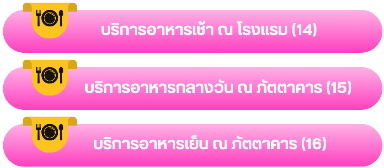 บริการอาหารเช้า ณ โรงแรม (14)
บริการอาหารกลางวัน ณ ภัตตาคาร (15)
บริการอาหารเย็น ณ ภัตตาคาร (16)